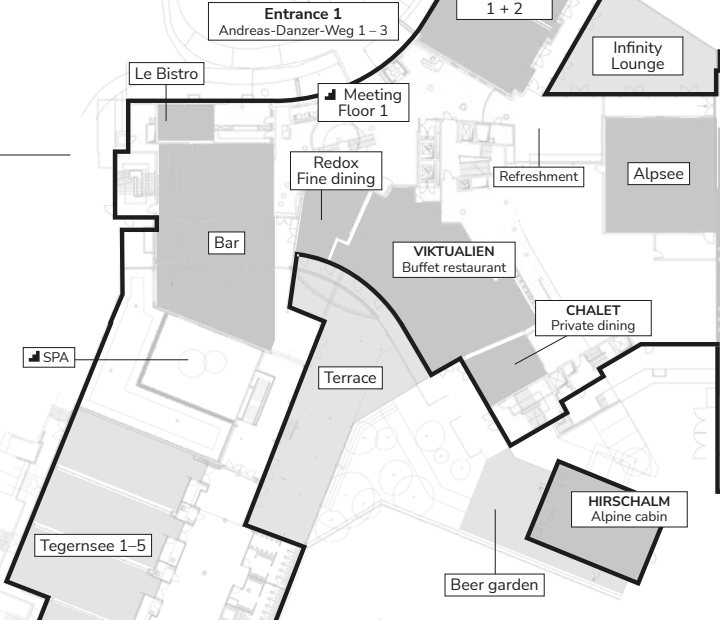 Entrance 1
Andreas-Danzer-Weg 1 – 3
1 + 2
Infinity
Lounge
Le Bistro
Meeting
Floor 1
Redox
Fine dining
Refreshment
Alpsee
Bar
VIKTUALIEN
Buffet restaurant
CHALET
Private dining
SPA
Terrace
HIRSCHALM
Alpine cabin
Tegernsee 1–5
Beer garden